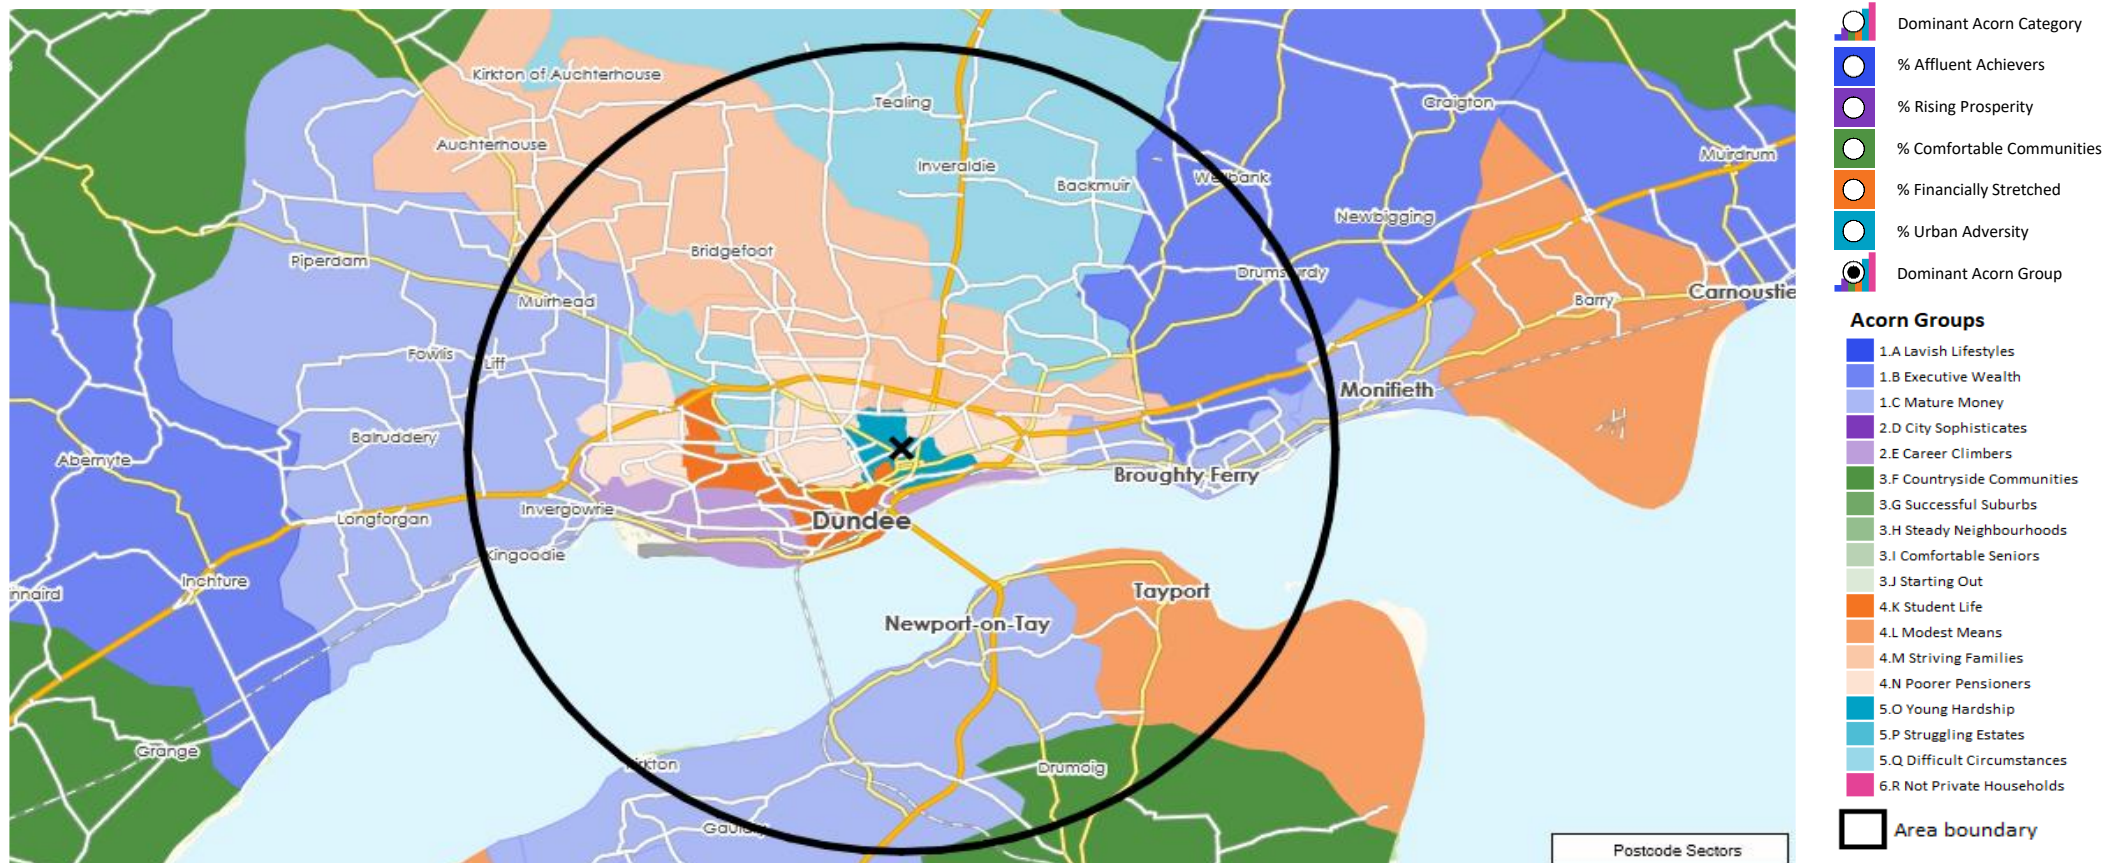 Kirkton of Auchterhouse
Tealing
Craigton
Auchterhouse
Muirdrum
Inveraldie
Backmuir
Wellbank
Newbigging
Bridgefoot
Piperdam
Drumsturdy
Muirhead
Barry
Carnoustie
Fowlis
Liff
Monifieth
Balruddery
Abernyte
Broughty Ferry
Longforgan
Invergowrie
Dundee
Kingoodie
Inchture
nnaird
Tayport
Newport-on-Tay
Grange
Kirkton
Drumoig
Gauldry
Postcode Sectors
Dominant Acorn Category
% Affluent Achievers
% Rising Prosperity
% Comfortable Communities
% Financially Stretched
% Urban Adversity
Dominant Acorn Group
Acorn Groups
1.A Lavish Lifestyles
1.B Executive Wealth
1.C Mature Money
2.D City Sophisticates
2.E Career Climbers
3.F Countryside Communities
3.G Successful Suburbs
3.H Steady Neighbourhoods
3.I Comfortable Seniors
3.J Starting Out
4.K Student Life
4.L Modest Means
4.M Striving Families
4.N Poorer Pensioners
5.O Young Hardship
5.P Struggling Estates
5.Q Difficult Circumstances
6.R Not Private Households
Area boundary